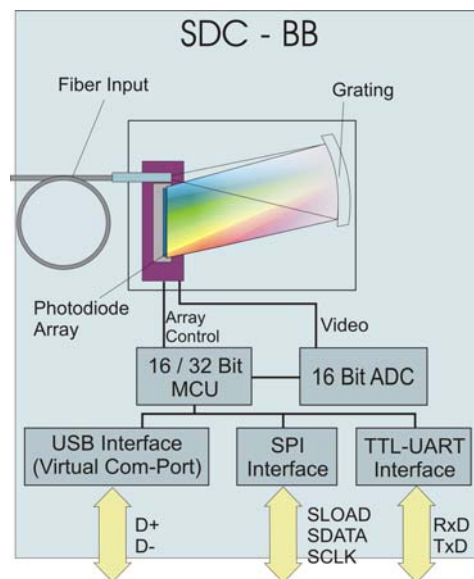 SDC - BB
Fiber Input
Grating
Photodiode
Array
Array
Control
Video
16 / 32 Bit
MCU
16 Bit ADC
USB Interface
(Virtual Com-Port)
SPI
Interface
TTL-UART
Interface
D+
D-
SLOAD
SDATA
SCLK
RxD
TxD